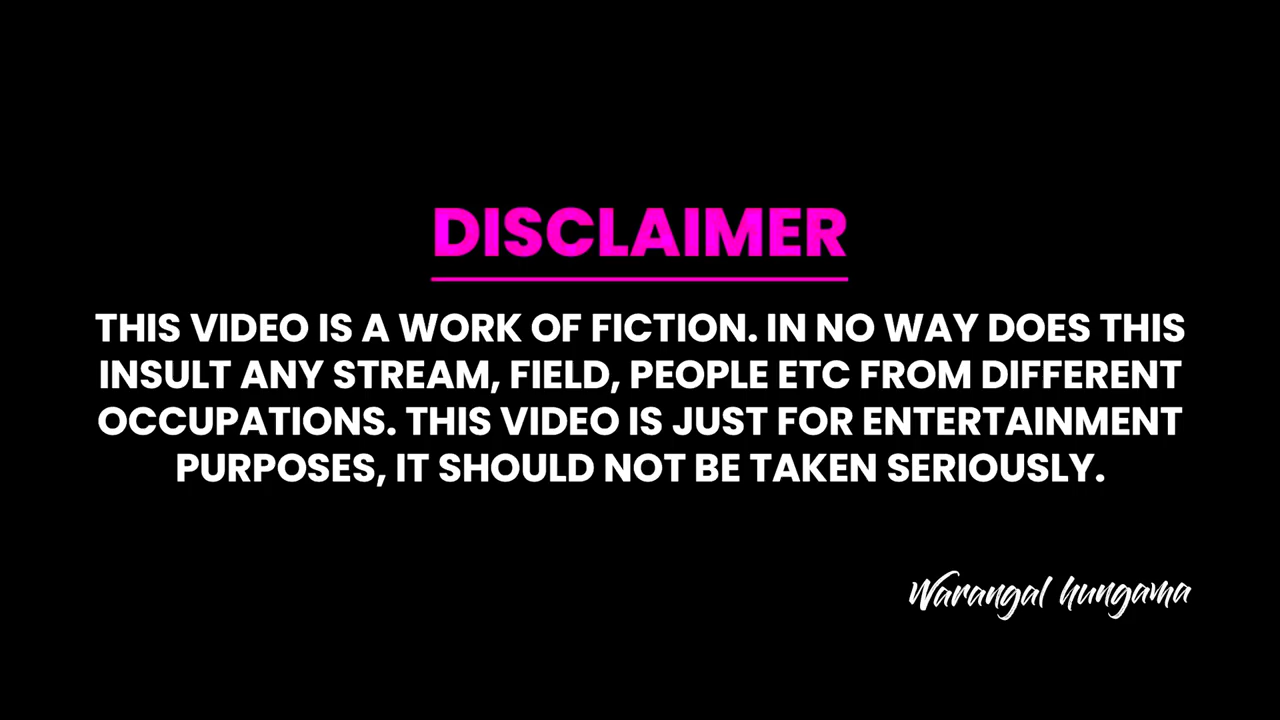 DISCLAIMER
THIS VIDEO IS A WORK OF FICTION. IN NO WAY DOES THIS
INSULT ANY STREAM, FIELD, PEOPLE ETC FROM DIFFERENT
OCCUPATIONS. THIS VIDEO IS JUST FOR ENTERTAINMENT
PURPOSES, IT SHOULD NOT BE TAKEN SERIOUSLY.
Warangal hungama